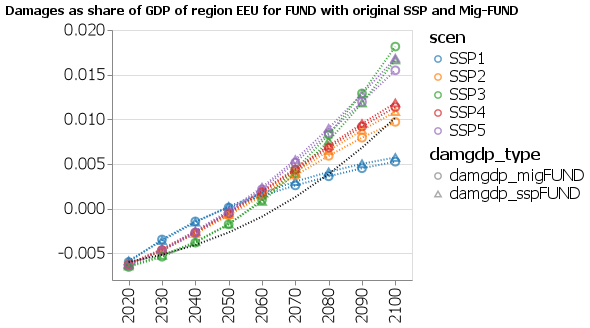 Damages as share of GDP of region EEU for FUND with original SSP and Mig-FUND
0.020
0.015
0.010
0.005
0.000
-0.005
2020 2030 2040 2050 2060 2070 2080 2090 2100
scen
SSP1
SSP2
SSP3
SSP4
SSP5
damgdp_type
damgdp_migFUND
damgdp_sspFUND